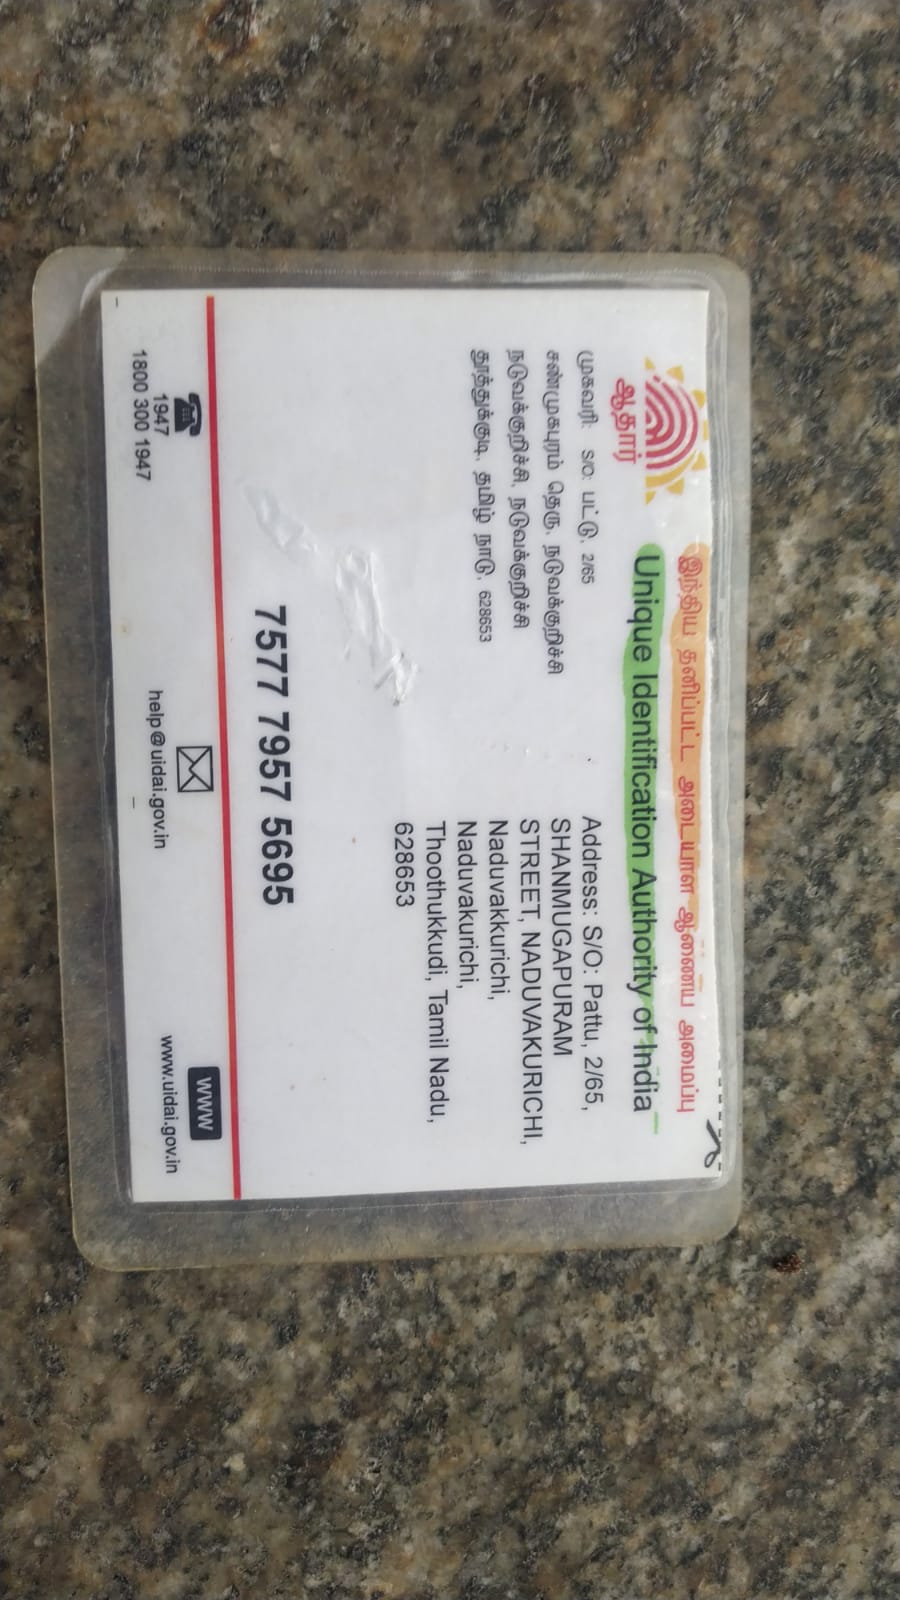 இந்திய தனிப்பட்ட அடையாள ஆணைய அமைப்பு
Unique Identification Authority of India
ஆதார்
முகவரி: S/O: பட்டு, 2/65
சண்முகபுரம் தெரு, நடுவக்குறிச்சி
நடுவக்குறிச்சி, நடுவக்குறிச்சி
தூத்துக்குடி, தமிழ் நாடு, 628653
Address: S/O: Pattu, 2/65,
SHANMUGAPURAM
STREET, NADUVAKURICHI,
Naduvakkurichi,
Naduvakurichi,
Thoothukkudi, Tamil Nadu,
628653
7577 7957 5695
1947
1800 300 1947
help@uidai.gov.in
WWW
www.uidai.gov.in